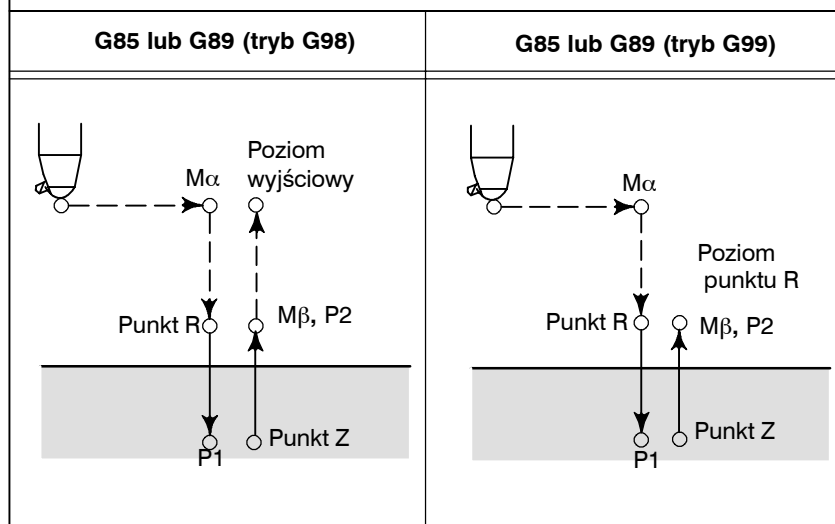 G85 lub G89 (tryb G98)
G85 lub G89 (tryb G99)
Poziom
wyjściowy
Mα
Punkt R
Mβ, P2
Punkt Z
P1
Mα
Poziom
punktu R
Punkt R
Mβ, P2
Punkt Z
P1